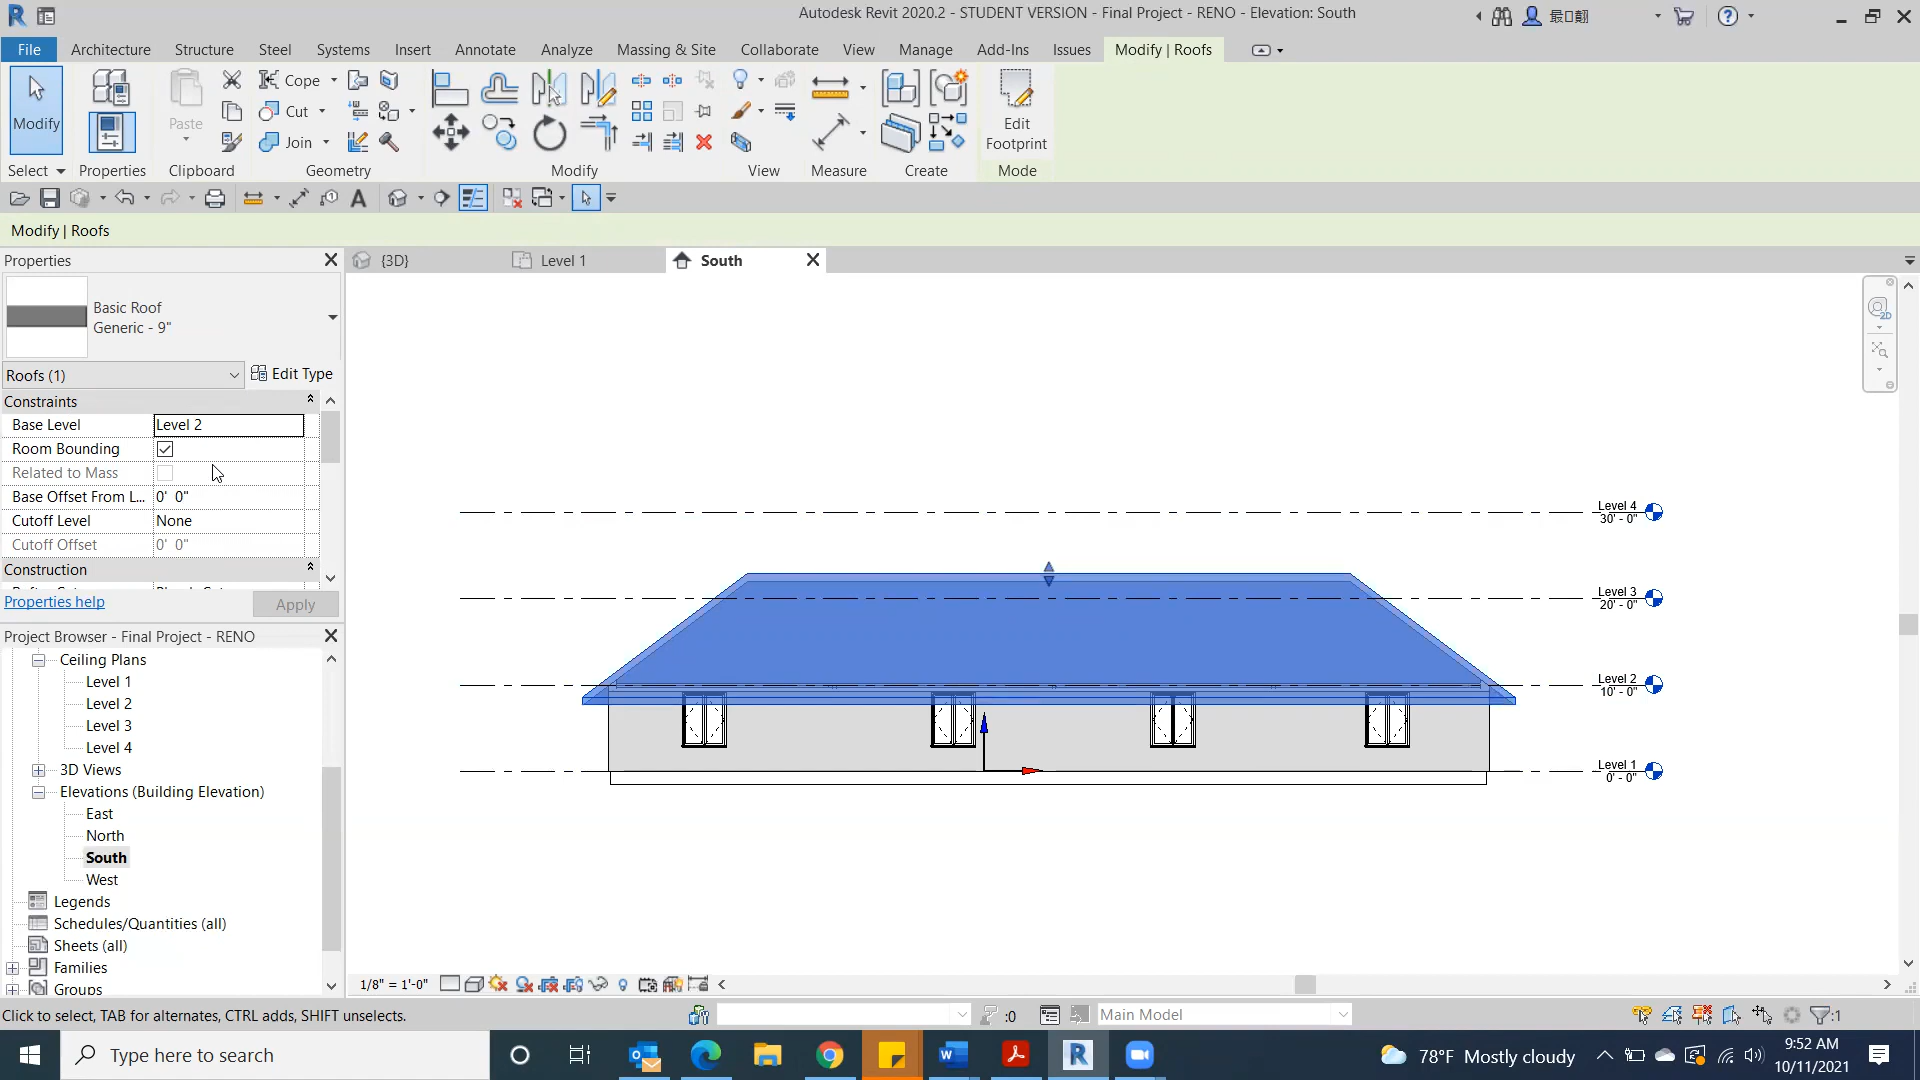 Autodesk Revit 2020.2 - STUDENT VERSION - Final Project - RENO - Elevation: South
File Architecture Structure Steel Systems Insert Annotate Analyze Massing & Site Collaborate View Manage Add-Ins Issues Modify | Roofs
Modify Paste Cope Cut Join Edit Footprint
Select Properties Clipboard Geometry Modify View Measure Create Mode
Modify | Roofs
Properties
{3D} Level 1 South
Basic Roof
Generic - 9"
Roofs (1) Edit Type
Constraints
Base Level Level 2
Room Bounding
Related to Mass
Base Offset From L... 0' 0"
Cutoff Level None
Cutoff Offset 0' 0"
Construction
Properties help Apply
Level 4
30' - 0"
Level 3
20' - 0"
Level 2
10' - 0"
Level 1
0' - 0"
Project Browser - Final Project - RENO
Ceiling Plans
Level 1
Level 2
Level 3
Level 4
3D Views
Elevations (Building Elevation)
East
North
South
West
Legends
Schedules/Quantities (all)
Sheets (all)
Families
Groups
1/8" = 1'-0"
Click to select, TAB for alternates, CTRL adds, SHIFT unselects.
:0 Main Model :1
Type here to search
78°F Mostly cloudy
9:52 AM
10/11/2021